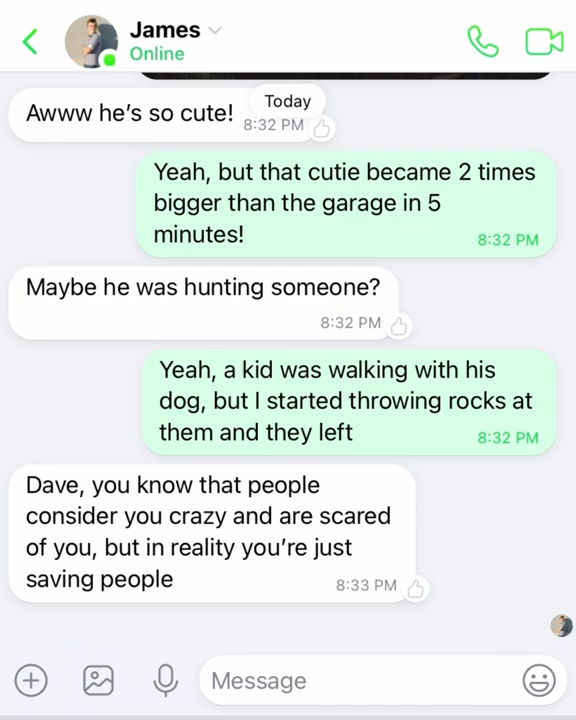 James
Online
Today
Awww he's so cute!
8:32 PM
Yeah, but that cutie became 2 times
bigger than the garage in 5
minutes!
8:32 PM
Maybe he was hunting someone?
8:32 PM
Yeah, a kid was walking with his
dog, but I started throwing rocks at
them and they left
8:32 PM
Dave, you know that people
consider you crazy and are scared
of you, but in reality you're just
saving people
8:33 PM
Message